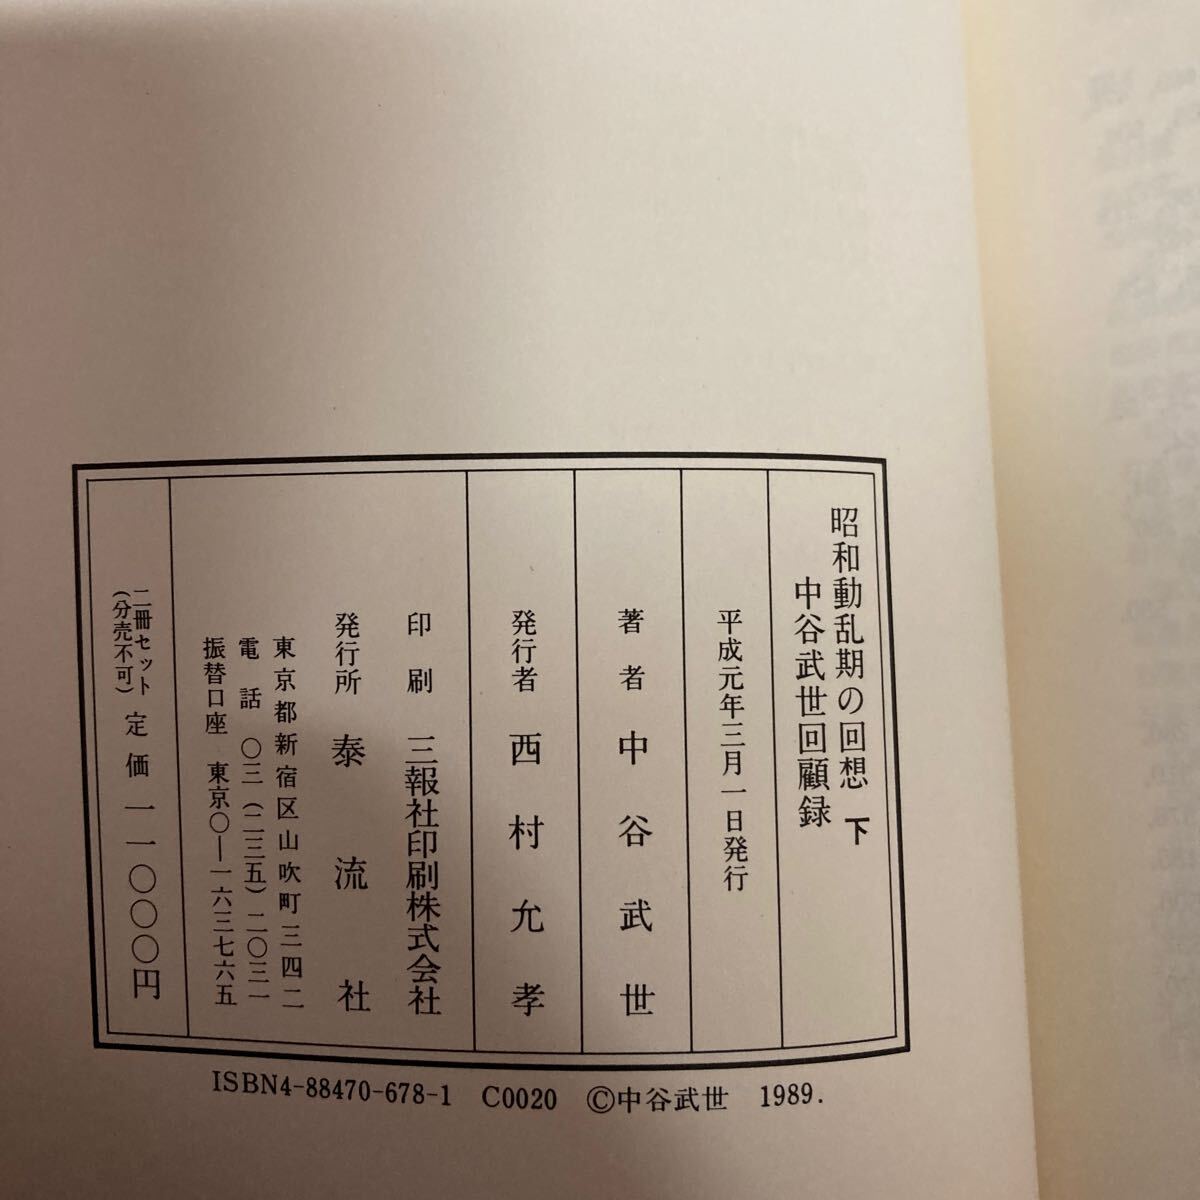 昭和動乱期の回想 下
中谷武世回顧録
平成元年三月一日発行
著者 中谷武世
発行者 西村允孝
印刷 三報社印刷株式会社
発行所 泰流社
東京都新宿区山吹町三四二
電話 〇三(二三五)二〇三一
振替口座 東京〇―一六三七六五
二冊セット
(分売不可)
定価 一一〇〇〇円
ISBN4-88470-678-1 C0020 ©中谷武世 1989.